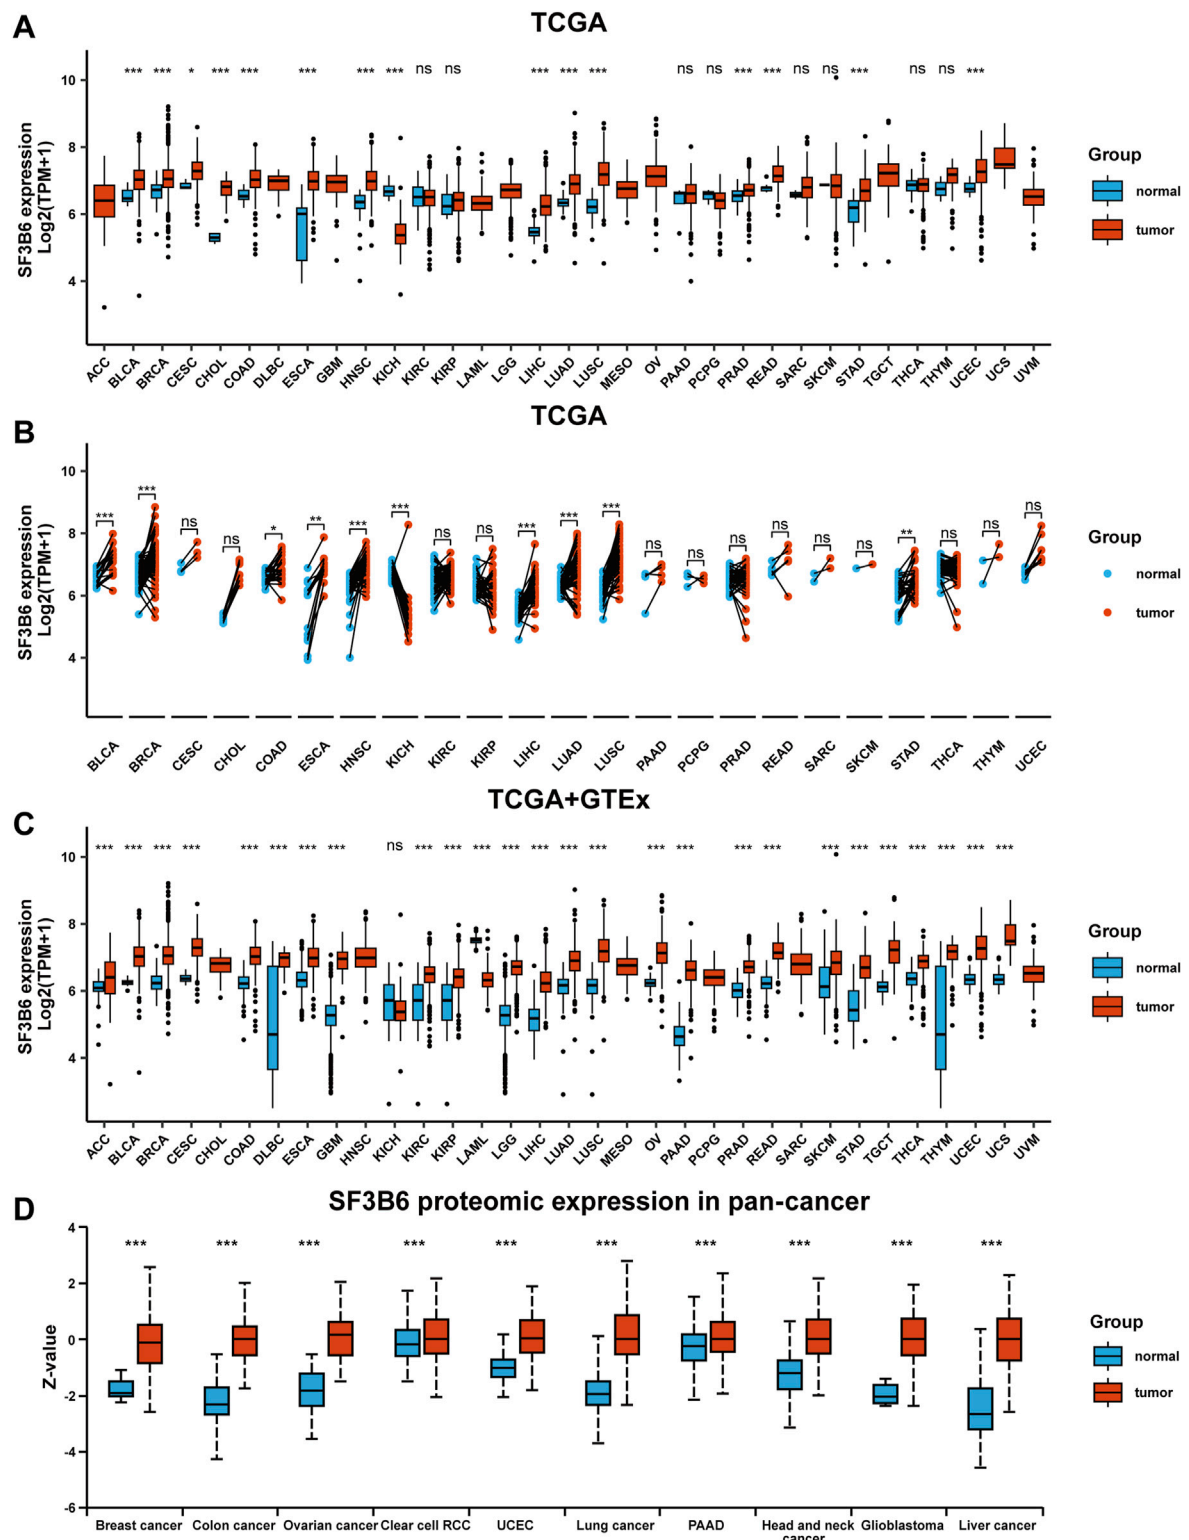 A
TCGA
SF3B6 expression
Log2(TPM+1)
10
8
6
4
*** *** * *** *** *** *** *** ns ns *** *** *** ns ns *** *** ns ns *** ns ns ***
ACC BLCA BRCA CESC CHOL COAD DLBC ESCA GBM HNSC KICH KIRC KIRP LAML LGG LIHC LUAD LUSC MESO OV PAAD PCPG PRAD READ SARC SKCM STAD TGCT THCA THYM UCEC UCS UVM
Group
normal
tumor
B
TCGA
SF3B6 expression
Log2(TPM+1)
10
8
6
4
*** *** ns ns * ** *** *** ns ns *** *** *** ns ns ns ns ns ns ** ns ns ns
BLCA BRCA CESC CHOL COAD ESCA HNSC KICH KIRC KIRP LIHC LUAD LUSC PAAD PCPG PRAD READ SARC SKCM STAD THCA THYM UCEC
Group
normal
tumor
C
TCGA+GTEx
SF3B6 expression
Log2(TPM+1)
10
8
6
4
*** *** *** *** *** *** *** *** ns *** *** *** *** *** *** *** *** *** *** *** *** *** *** *** *** *** *** ***
ACC BLCA BRCA CESC CHOL COAD DLBC ESCA GBM HNSC KICH KIRC KIRP LAML LGG LIHC LUAD LUSC MESO OV PAAD PCPG PRAD READ SARC SKCM STAD TGCT THCA THYM UCEC UCS UVM
Group
normal
tumor
D
SF3B6 proteomic expression in pan-cancer
Z-value
4
2
0
-2
-4
-6
*** *** *** *** *** *** *** *** *** ***
Breast cancer Colon cancer Ovarian cancer Clear cell RCC UCEC Lung cancer PAAD Head and neck cancer Glioblastoma Liver cancer
Group
normal
tumor